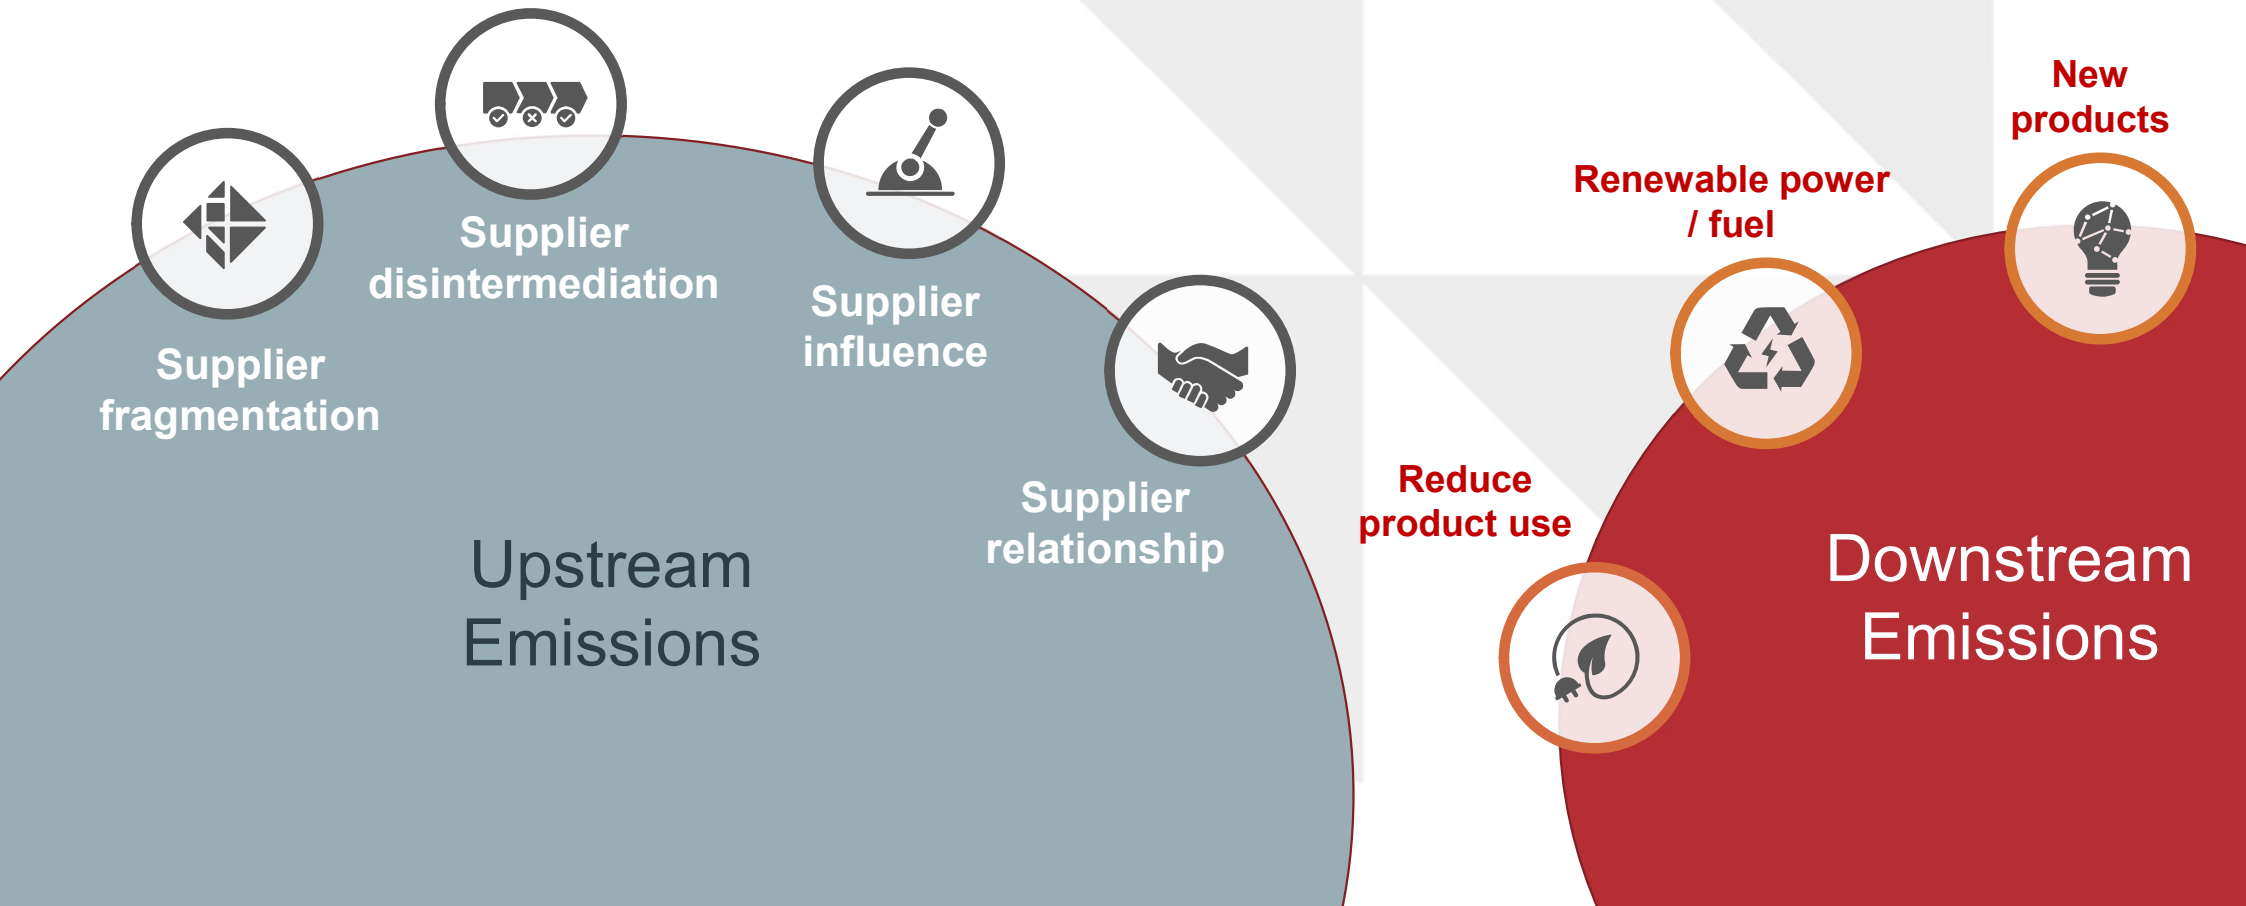 Supplier
fragmentation
Supplier
disintermediation
Supplier
influence
Supplier
relationship
Upstream
Emissions
Reduce
product use
Renewable power
/ fuel
New
products
Downstream
Emissions